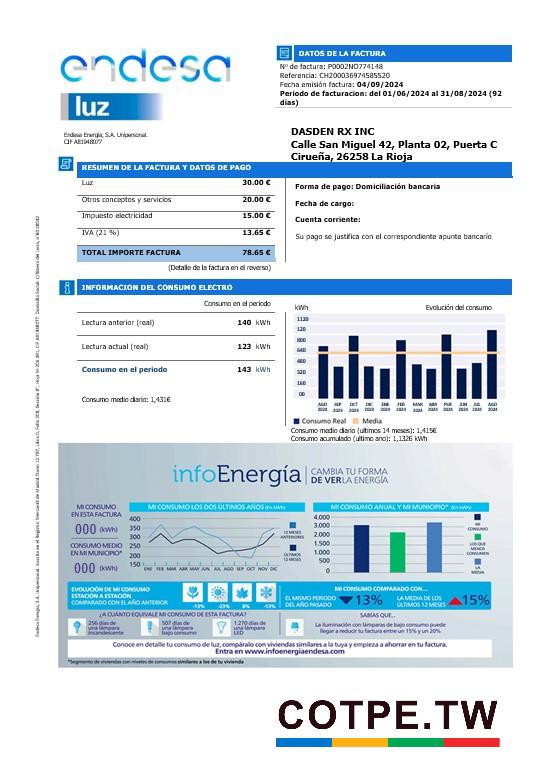 endesa
luz
Endesa Energía, S.A. Unipersonal.
CIF A81948077
DATOS DE LA FACTURA
Nº de factura: P0002NO774148
Referencia: CH200036974585520
Fecha emisión factura: 04/09/2024
Periodo de facturacion: del 01/06/2024 al 31/08/2024 (92
dias)
DASDEN RX INC
Calle San Miguel 42, Planta 02, Puerta C
Cirueña, 26258 La Rioja
RESUMEN DE LA FACTURA Y DATOS DE PAGO
Luz 30.00 €
Otros conceptos y servicios 20.00 €
Impuesto electricidad 15.00 €
IVA (21 %) 13.65 €
TOTAL IMPORTE FACTURA 78.65 €
(Detalle de la factura en el reverso)
Forma de pago: Domiciliación bancaria
Fecha de cargo:
Cuenta corriente:
Su pago se justifica con el correspondiente apunte bancario
INFORMACION DEL CONSUMO ELECTRO
Consumo en el periodo
Lectura anterior (real) 140 kWh
Lectura actual (real) 123 kWh
Consumo en el periodo 143 kWh
Consumo medio diario: 1,431€
kWh Evolución del consumo
1120
800
640
640
480
320
160
00
AGO SEP OCT DIC ENE FEB MAR ABR MAR JUN JUL AGO
2023 2023 2023 2023 2024 2024 2024 2024 2024 2024 2024 2024
Consumo Real Media
Consumo medio diario (ultimos 14 meses): 1,415€
Consumo acumulado (ultimo ano): 1,1326 kWh
infoEnergía CAMBIA TU FORMA
DE VER LA ENERGÍA
MI CONSUMO
EN ESTA FACTURA
000 (kWh)
CONSUMO MEDIO
EN MI MUNICIPIO*
000 (kWh)
MI CONSUMO LOS DOS ÚLTIMOS AÑOS (En kWh)
400
350
300
250
200
150
ENE FEB MAR ABR MAY JUN JUL AGO SEP OCT NOV DIC
12 MESES
ANTERIORES
ÚLTIMOS
12 MESES
MI CONSUMO ANUAL Y MI MUNICIPIO* (En kWh)
4.000
3.000
2.000
1.000
500
0
MI
CONSUMO
LOS QUE
MENOS
CONSUMEN
LA
MEDIA
EVOLUCIÓN DE MI CONSUMO
ESTACIÓN A ESTACIÓN
COMPARADO CON EL AÑO ANTERIOR
-13% -23% 8% -13%
MI CONSUMO COMPARADO CON...
EL MISMO PERIODO
DEL AÑO PASADO
13%
LA MEDIA DE LOS
ÚLTIMOS 12 MESES
15%
¿A CUÁNTO EQUIVALE MI CONSUMO DE ESTA FACTURA?
256 días de
una lámpara
incandescente
507 días de
una lámpara
bajo consumo
1.270 días de
una lámpara
LED
SABÍAS QUE...
La iluminación con lámparas de bajo consumo puede
llegar a reducir tu factura entre un 15% y un 20%
Conoce en detalle tu consumo de luz, compáralo con viviendas similares a la tuya y empieza a ahorrar en tu factura.
Entra en www.infoenergiaendesa.com
*Segmento de viviendas con niveles de consumo similares a los de tu vivienda
COTPE.TW